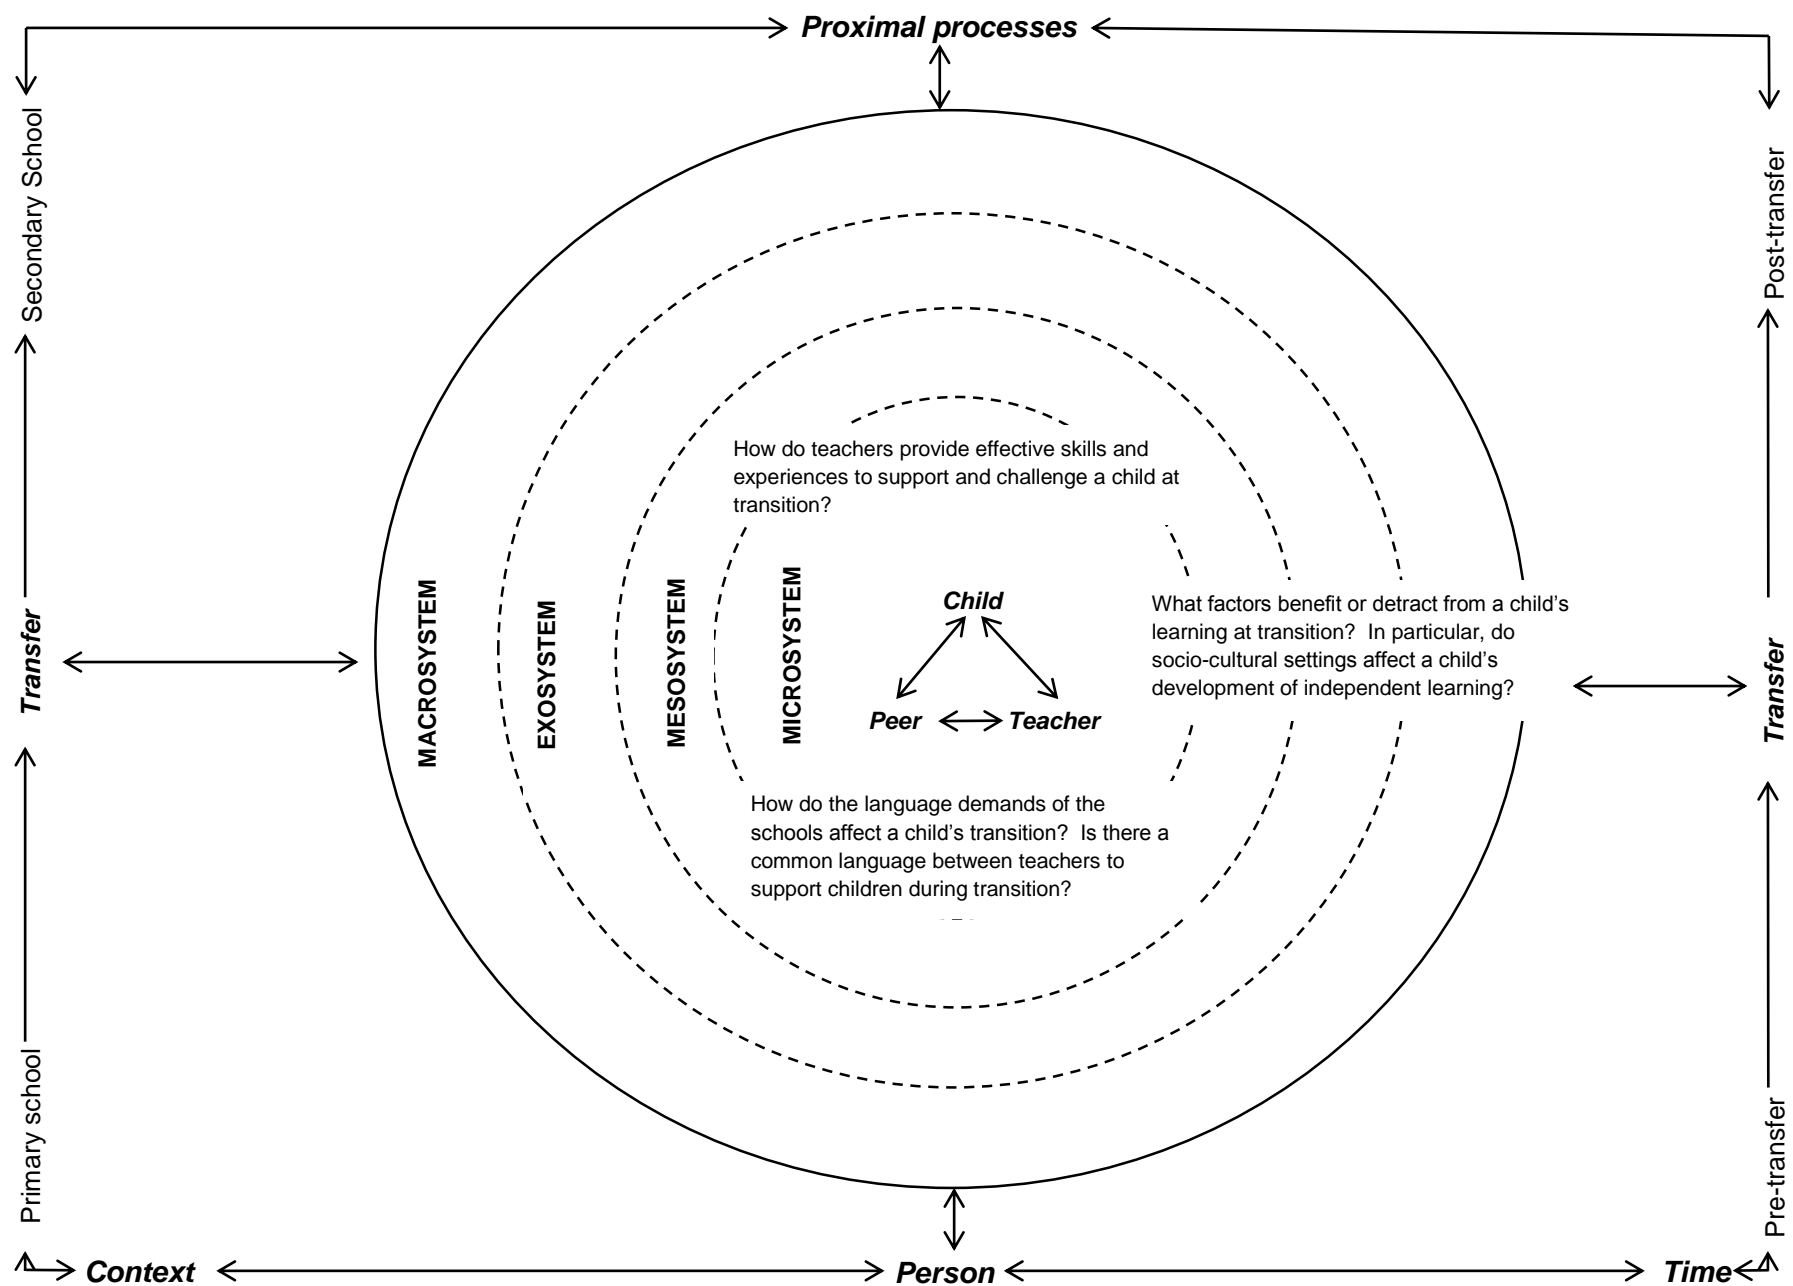 Proximal processes
Secondary School
Post-transfer
How do teachers provide effective skills and
experiences to support and challenge a child at
transition?
Transfer
MACROSYSTEM
EXOSYSTEM
MESOSYSTEM
MICROSYSTEM
Child
Peer
Teacher
What factors benefit or detract from a child’s
learning at transition? In particular, do
socio-cultural settings affect a child’s
development of independent learning?
Transfer
How do the language demands of the
schools affect a child’s transition? Is there a
common language between teachers to
support children during transition?
Primary school
Pre-transfer
Context
Person
Time